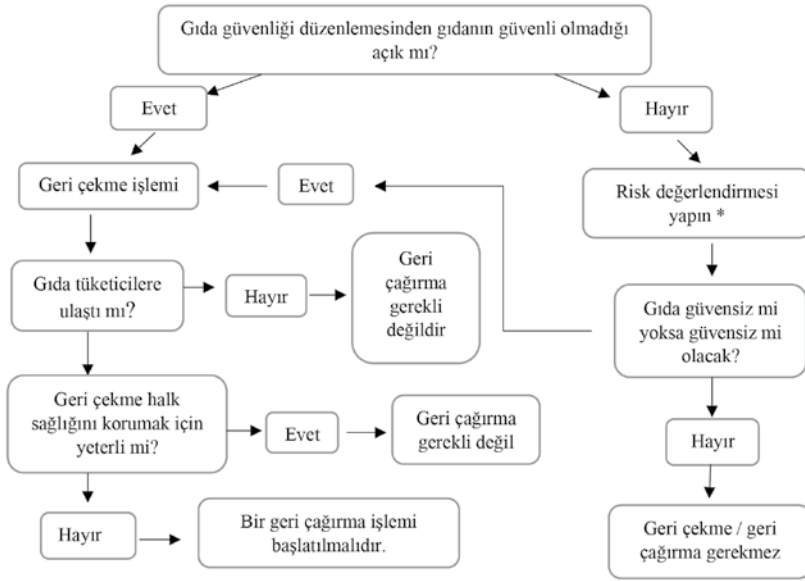 Gıda güvenliği düzenlemesinden gıdanın güvenli olmadığı
açık mı?
Evet
Hayır
Geri çekme işlemi
Evet
Risk değerlendirmesi
yapın *
Gıda tüketicilere
ulaştı mı?
Hayır
Geri
çağırma
gerekli
değildir
Gıda güvensiz mi
yoksa güvensiz mi
olacak?
Geri çekme halk
sağlığını korumak için
yeterli mi?
Evet
Geri çağırma
gerekli değil
Hayır
Hayır
Bir geri çağırma işlemi
başlatılmalıdır.
Geri çekme / geri
çağırma gerekmez